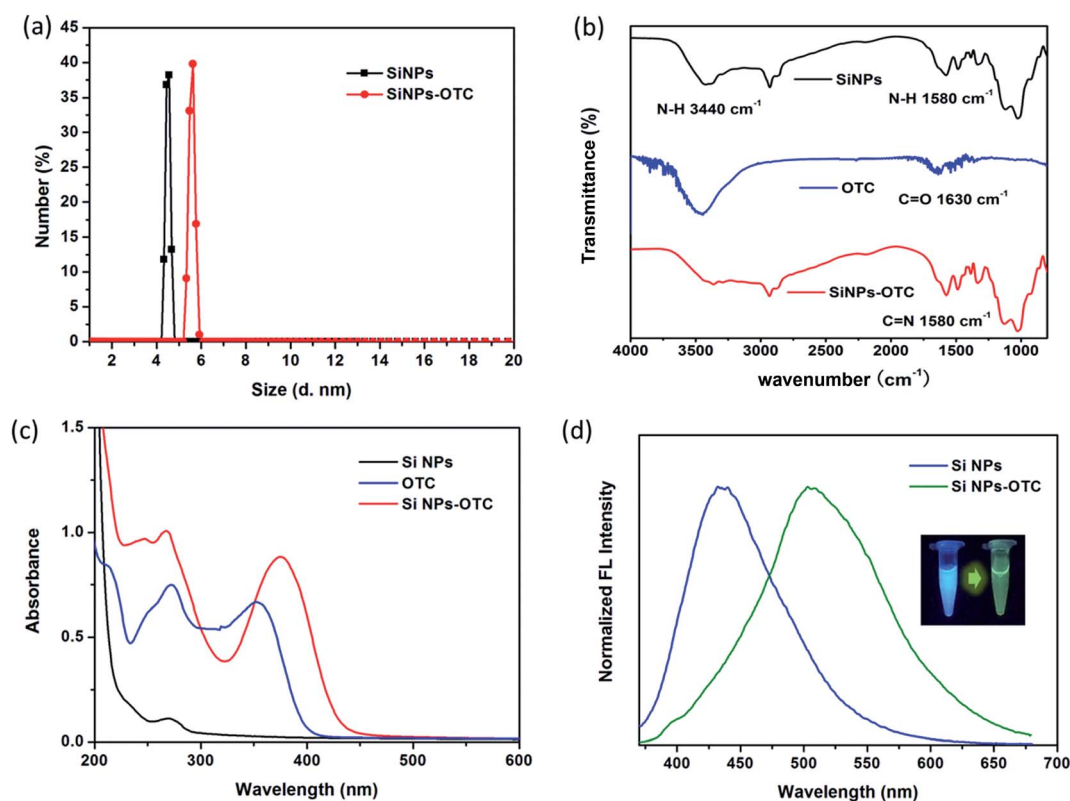 (a)
45
40
35
30
25
20
15
10
5
0
Number (%)
SiNPs
SiNPs-OTC
2 4 6 8 10 12 14 16 18 20
Size (d. nm)
(b)
Transmittance (%)
SiNPs
N-H 3440 cm⁻¹
N-H 1580 cm⁻¹
OTC
C=O 1630 cm⁻¹
SiNPs-OTC
C=N 1580 cm⁻¹
4000 3500 3000 2500 2000 1500 1000
wavenumber (cm⁻¹)
(c)
1.5
1.0
0.5
0.0
Absorbance
Si NPs
OTC
Si NPs-OTC
200 300 400 500 600
Wavelength (nm)
(d)
Normalized FL Intensity
Si NPs
Si NPs-OTC
400 450 500 550 600 650 700
Wavelength (nm)